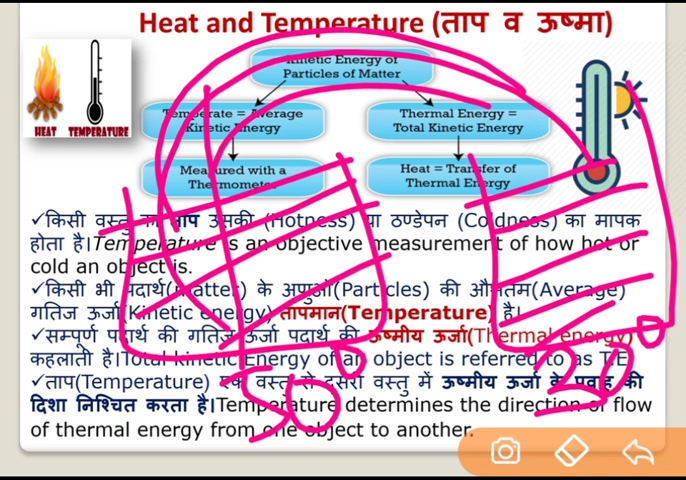 Heat and Temperature (ताप व ऊष्मा)
HEAT TEMPERATURE
Kinetic Energy of
Particles of Matter
Temperate = Average
Kinetic Energy
Thermal Energy =
Total Kinetic Energy
Measured with a
Thermometer
Heat = Transfer of
Thermal Energy
✓किसी वस्तु का ताप उसकी (Hotness) या ठण्डेपन (Coldness) का मापक
होता है।Temperature is an objective measurement of how hot or
cold an object is.
✓किसी भी पदार्थ(matter) के अणुओं(Particles) की औसतम(Average)
गतिज ऊर्जा(Kinetic energy) तापमान(Temperature) है।
✓सम्पूर्ण पदार्थ की गतिज ऊर्जा पदार्थ की ऊष्मीय ऊर्जा(Thermal energy)
कहलाती है।Total kinetic Energy of an object is referred to as TE
✓ताप(Temperature) एक वस्तु से दूसरी वस्तु में ऊष्मीय ऊर्जा के प्रवाह की
दिशा निश्चित करता है।Temperature determines the direction of flow
of thermal energy from one object to another.
50° 30°